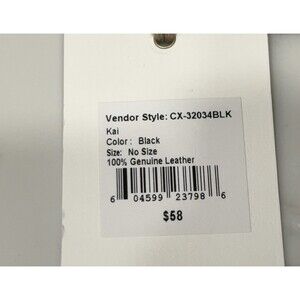 Vendor Style: CX-32034BLK
Kai
Color : Black
Size: No Size
100% Genuine Leather
6 04599 23798 6
$58